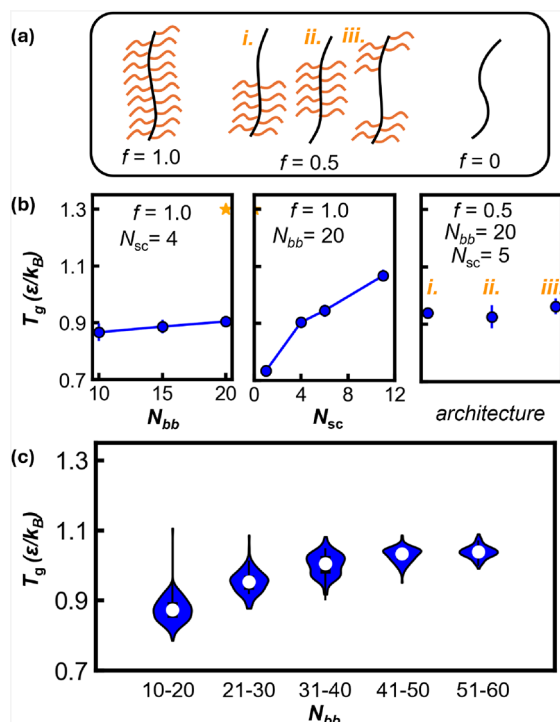 (a)
i. ii. iii.
f = 1.0 f = 0.5 f = 0
(b)
1.3
1.1
0.9
0.7
T_g (ε/k_B)
f = 1.0
N_sc = 4
10 15 20
N_bb
f = 1.0
N_bb = 20
0 4 8 12
N_sc
f = 0.5
N_bb = 20
N_sc = 5
i. ii. iii.
architecture
(c)
1.3
1.1
0.9
0.7
T_g (ε/k_B)
10-20 21-30 31-40 41-50 51-60
N_bb